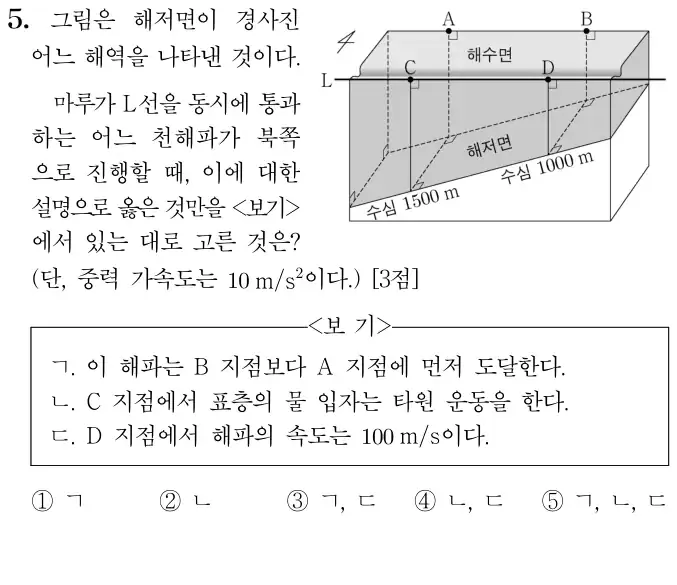 5. 그림은 해저면이 경사진
어느 해역을 나타낸 것이다.
마루가 L선을 동시에 통과
하는 어느 천해파가 북쪽
으로 진행할 때, 이에 대한
설명으로 옳은 것만을 <보기>
에서 있는 대로 고른 것은?
(단, 중력 가속도는 10 m/s²이다.) [3점]
4
A
B
해수면
L
C
D
해저면
수심 1500 m
수심 1000 m
<보 기>
ㄱ. 이 해파는 B 지점보다 A 지점에 먼저 도달한다.
ㄴ. C 지점에서 표층의 물 입자는 타원 운동을 한다.
ㄷ. D 지점에서 해파의 속도는 100 m/s이다.
① ㄱ ② ㄴ ③ ㄱ, ㄷ ④ ㄴ, ㄷ ⑤ ㄱ, ㄴ, ㄷ